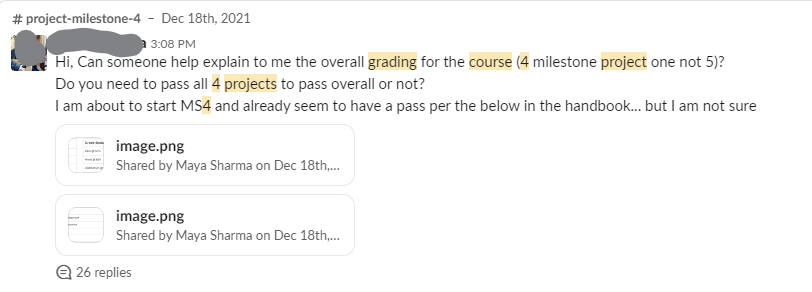 # project-milestone-4 – Dec 18th, 2021
a 3:08 PM
Hi, Can someone help explain to me the overall grading for the course (4 milestone project one not 5)?
Do you need to pass all 4 projects to pass overall or not?
I am about to start MS4 and already seem to have a pass per the below in the handbook... but I am not sure
image.png
Shared by Maya Sharma on Dec 18th,...
image.png
Shared by Maya Sharma on Dec 18th,...
26 replies